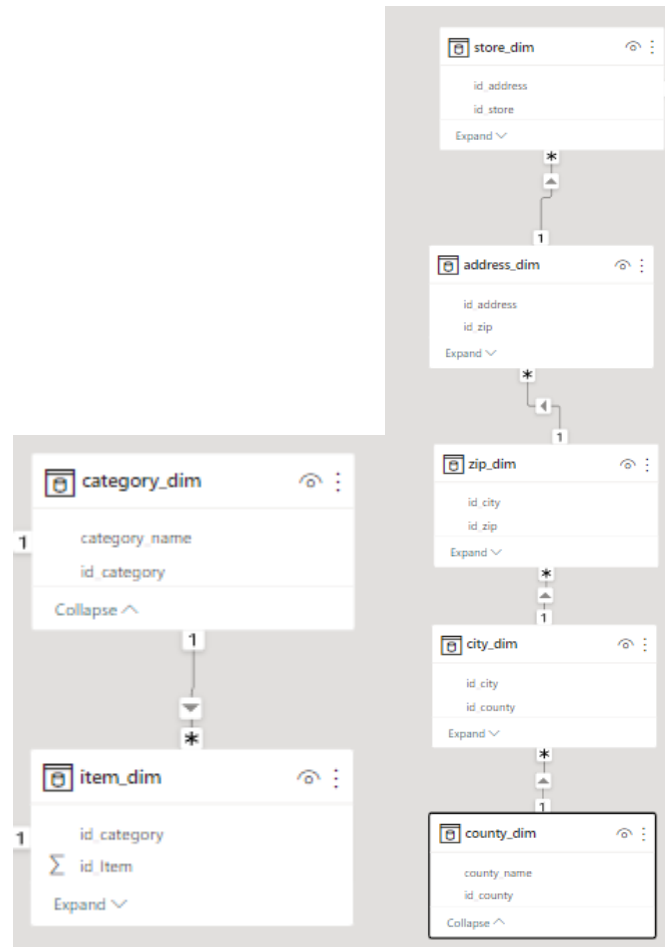 store_dim
id_address
id_store
Expand
*
1
address_dim
id_address
id_zip
Expand
*
1
zip_dim
id_city
id_zip
Expand
*
1
city_dim
id_city
id_county
Expand
*
1
county_dim
county_name
id_county
Collapse
category_dim
1
category_name
id_category
Collapse
1
*
item_dim
1
id_category
Σ id_Item
Expand